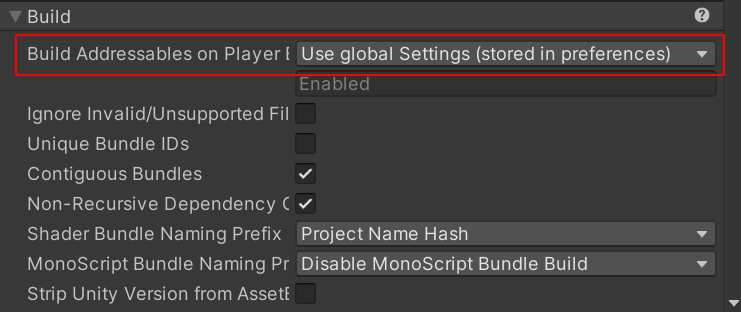 Build
Build Addressables on Player B Use global Settings (stored in preferences)
Enabled
Ignore Invalid/Unsupported Fil
Unique Bundle IDs
Contiguous Bundles
Non-Recursive Dependency C
Shader Bundle Naming Prefix Project Name Hash
MonoScript Bundle Naming Pr Disable MonoScript Bundle Build
Strip Unity Version from AssetB